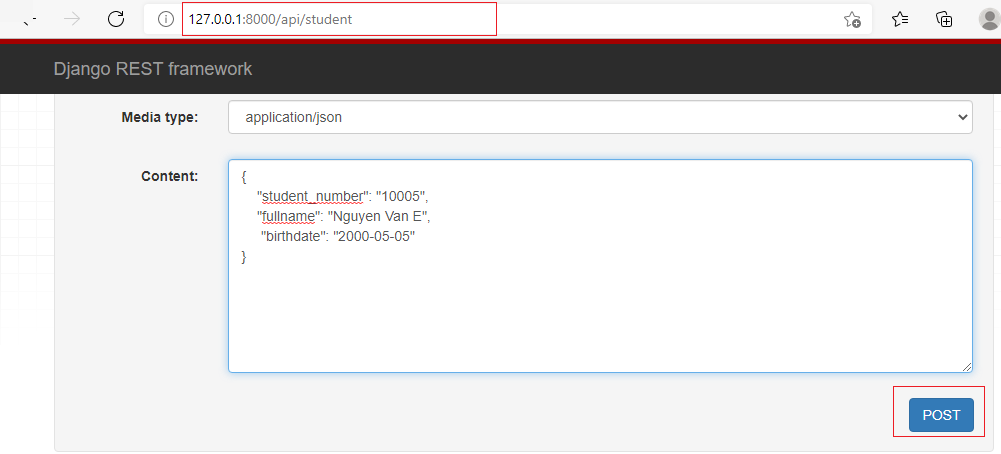 127.0.0.1:8000/api/student
Django REST framework
Media type: application/json
Content: {
"student_number": "10005",
"fullname": "Nguyen Van E",
"birthdate": "2000-05-05"
}
POST